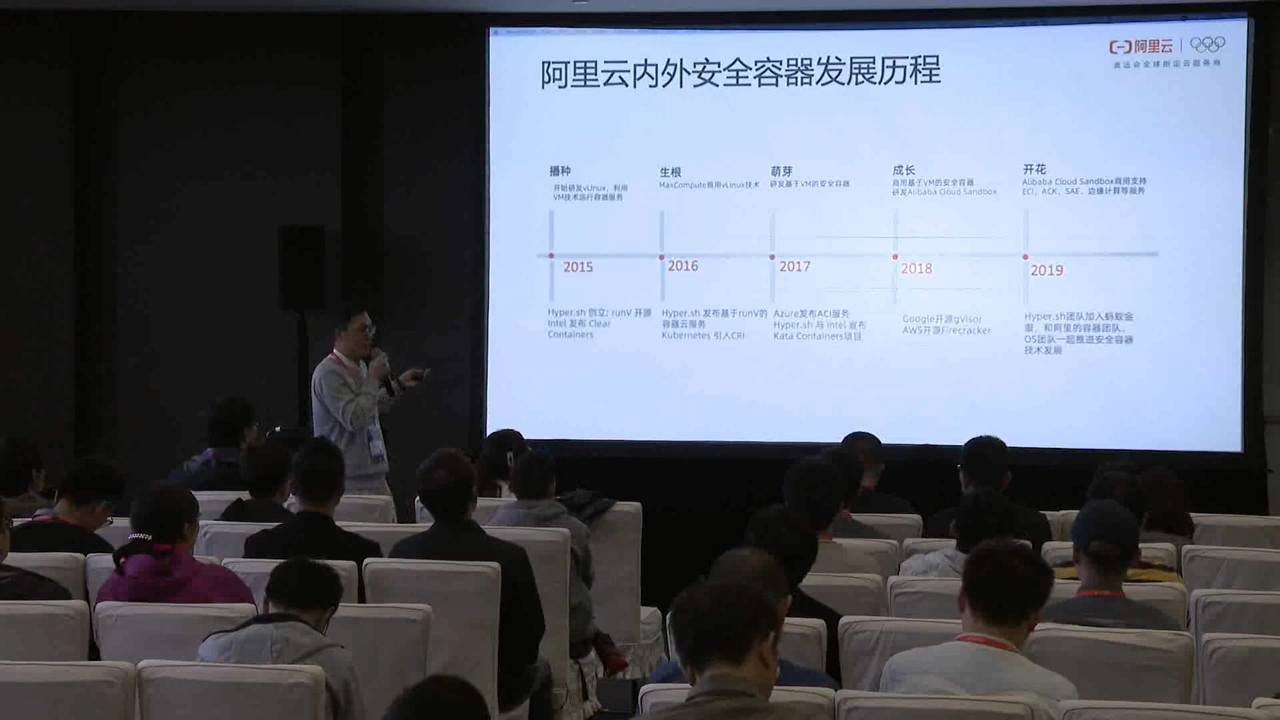 阿里云
奥运会全球指定云服务商
阿里云内外安全容器发展历程
播种
开始研发vLinux，利用
VM技术运行容器服务
生根
MaxCompute商用vLinux技术
萌芽
研发基于VM的安全容器
成长
商用基于VM的安全容器
研发Alibaba Cloud Sandbox
开花
Alibaba Cloud Sandbox商用支持
ECI、ACK、SAE、边缘计算等服务
2015
2016
2017
2018
2019
Hyper.sh 创立: runV 开源
Intel 发布 Clear
Containers
Hyper.sh 发布基于runV的
容器云服务
Kubernetes 引入CRI
Azure发布ACI服务
Hyper.sh 与 Intel 宣布
Kata Containers项目
Google开源gVisor
AWS开源Firecracker
Hyper.sh团队加入蚂蚁金
服，和阿里的容器团队、
OS团队一起推进安全容器
技术发展